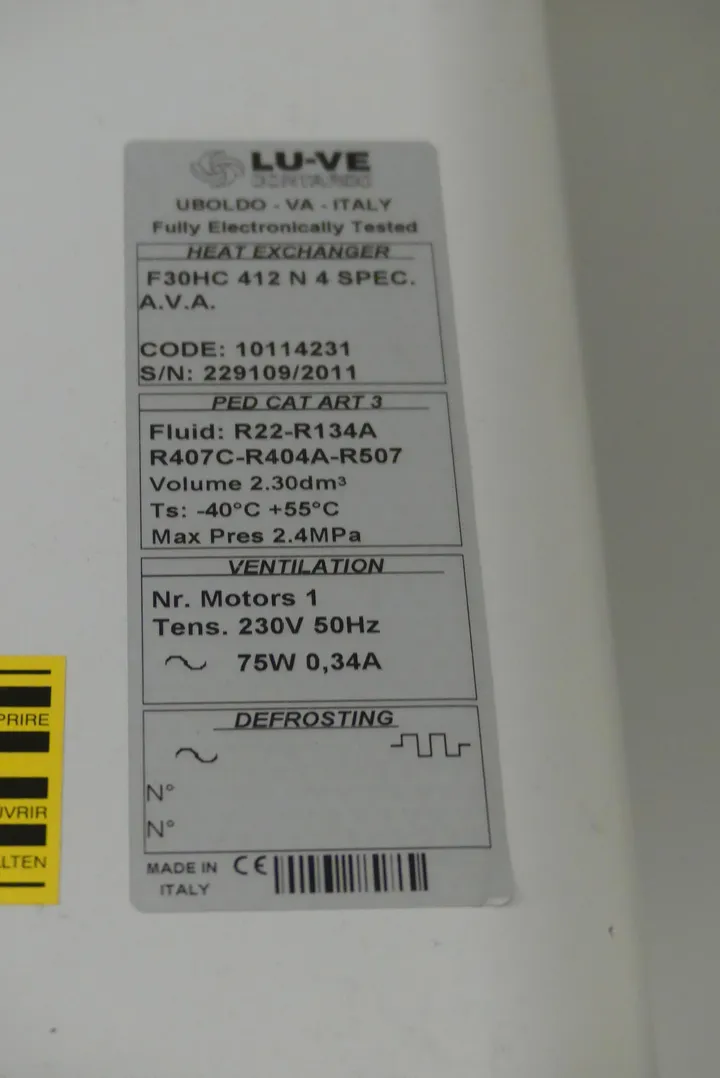 LU-VE
UBOLDO - VA - ITALY
Fully Electronically Tested
HEAT EXCHANGER
F30HC 412 N 4 SPEC.
A.V.A.
CODE: 10114231
S/N: 229109/2011
PED CAT ART 3
Fluid: R22-R134A
R407C-R404A-R507
Volume 2.30dm³
Ts: -40°C +55°C
Max Pres 2.4MPa
VENTILATION
Nr. Motors 1
Tens. 230V 50Hz
75W 0,34A
DEFROSTING
N°
N°
MADE IN
ITALY
CE
PRIRE
UVRIR
LTEN